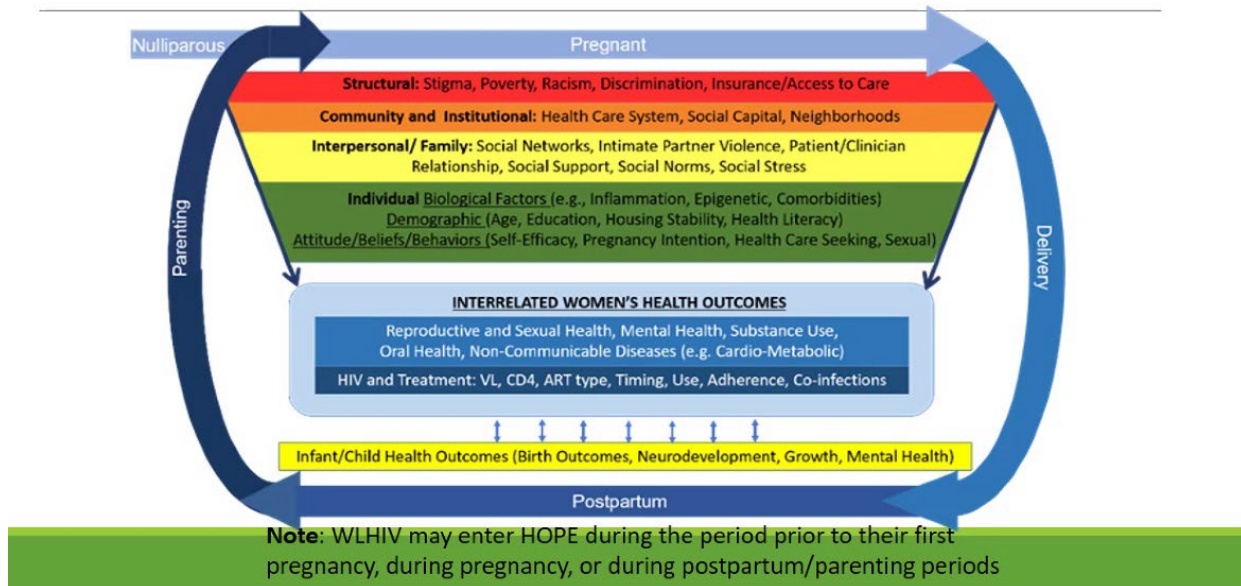 Nulliparous
Pregnant
Structural: Stigma, Poverty, Racism, Discrimination, Insurance/Access to Care
Community and Institutional: Health Care System, Social Capital, Neighborhoods
Interpersonal/ Family: Social Networks, Intimate Partner Violence, Patient/Clinician
Relationship, Social Support, Social Norms, Social Stress
Individual Biological Factors (e.g., Inflammation, Epigenetic, Comorbidities)
Demographic (Age, Education, Housing Stability, Health Literacy)
Attitude/Beliefs/Behaviors (Self-Efficacy, Pregnancy Intention, Health Care Seeking, Sexual)
Parenting
Delivery
INTERRELATED WOMEN'S HEALTH OUTCOMES
Reproductive and Sexual Health, Mental Health, Substance Use,
Oral Health, Non-Communicable Diseases (e.g. Cardio-Metabolic)
HIV and Treatment: VL, CD4, ART type, Timing, Use, Adherence, Co-infections
Infant/Child Health Outcomes (Birth Outcomes, Neurodevelopment, Growth, Mental Health)
Postpartum
Note: WLHIV may enter HOPE during the period prior to their first
pregnancy, during pregnancy, or during postpartum/parenting periods